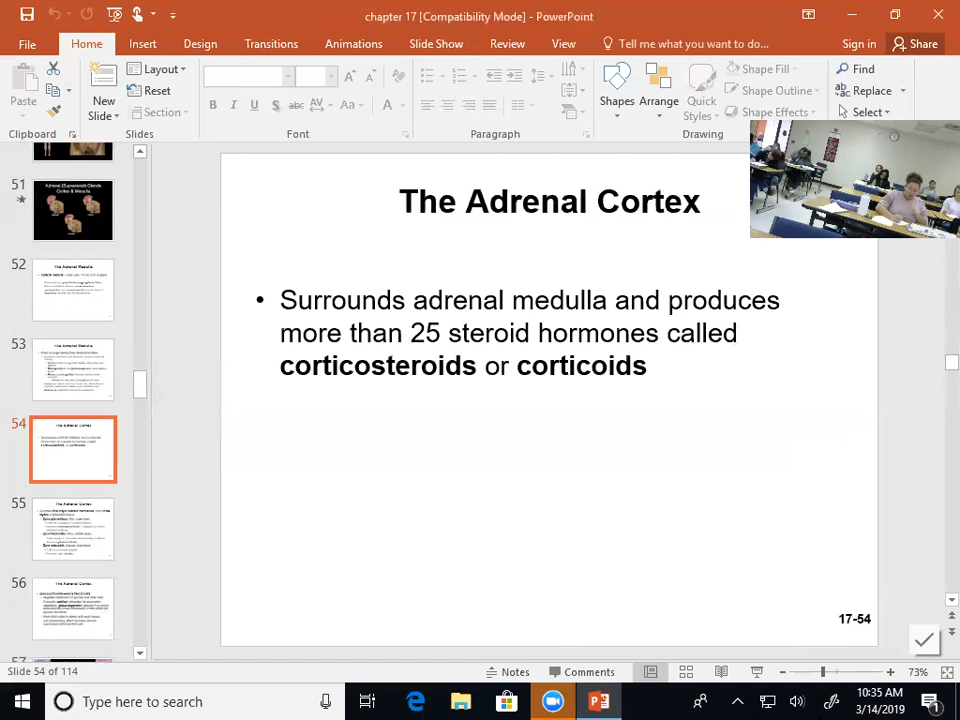 chapter 17 [Compatibility Mode] - PowerPoint
File Home Insert Design Transitions Animations Slide Show Review View Tell me what you want to do... Sign in Share
Paste
Clipboard
New
Slide
Layout
Reset
Section
Slides
B I U S abc AV Aa A
Font
Paragraph
Shapes
Arrange
Quick
Styles
Shape Fill
Shape Outline
Shape Effects
Drawing
Find
Replace
Select
51
Adrenal (Suprarenal) Glands
Cortex & Medulla
52
The Adrenal Medulla
53
The Adrenal Medulla
54
The Adrenal Cortex
55
The Adrenal Cortex
56
The Adrenal Cortex
57
The Adrenal Cortex
• Surrounds adrenal medulla and produces
more than 25 steroid hormones called
corticosteroids or corticoids
17-54
Slide 54 of 114
Notes
Comments
73%
Type here to search
10:35 AM
3/14/2019
1